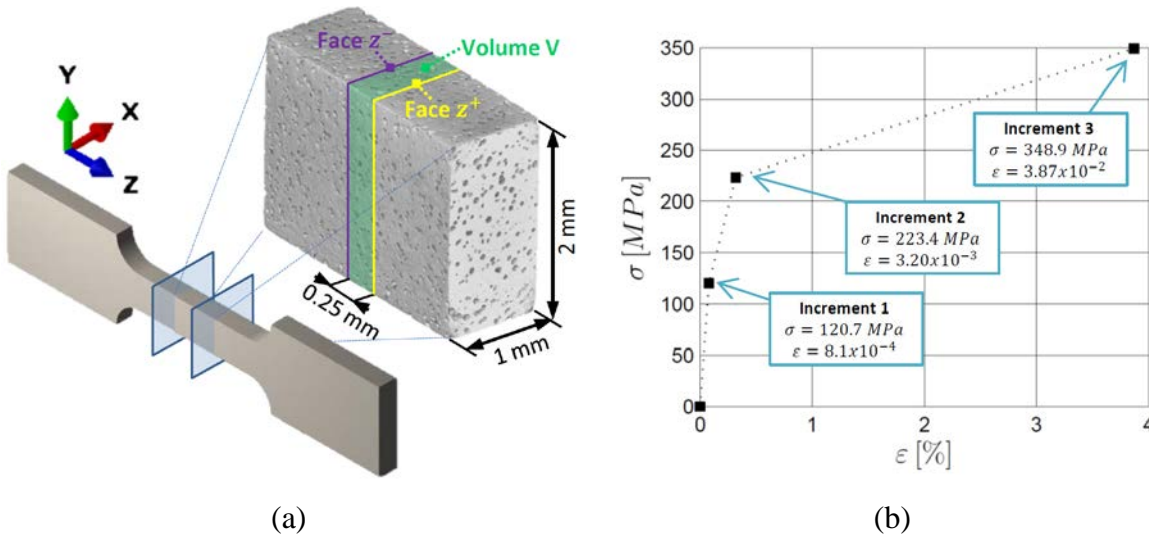 Face z⁻
Volume V
Face z⁺
Y
X
Z
0.25 mm
1 mm
2 mm
(a)
350
300
250
200
150
100
50
0
σ [MPa]
Increment 3
σ = 348.9 MPa
ε = 3.87x10⁻²
Increment 2
σ = 223.4 MPa
ε = 3.20x10⁻³
Increment 1
σ = 120.7 MPa
ε = 8.1x10⁻⁴
0 1 2 3 4
ε [%]
(b)